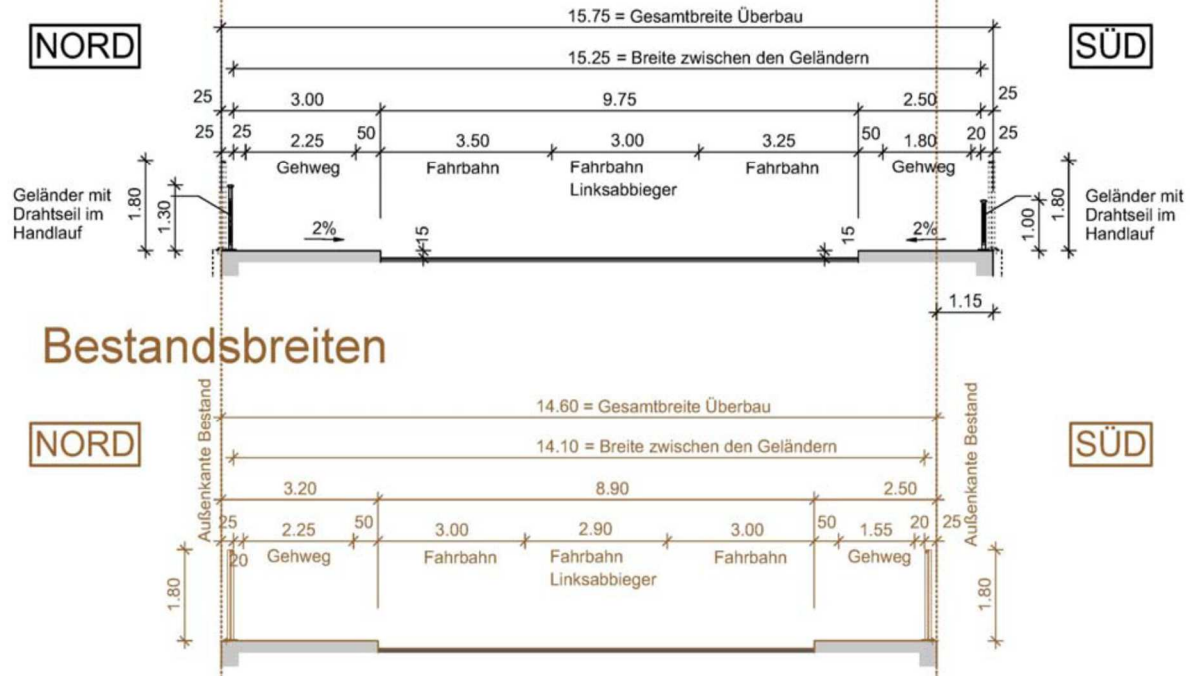 15.75 = Gesamtbreite Überbau
NORD
SÜD
15.25 = Breite zwischen den Geländern
25 3.00 9.75 2.50 25
25 25 2.25 50 3.50 3.00 3.25 50 1.80 20 25
Gehweg Fahrbahn Fahrbahn Fahrbahn Gehweg
Linksabbieger
Geländer mit
Drahtseil im
Handlauf
1.80
1.30
2%
15
15
2%
1.00
1.80
Geländer mit
Drahtseil im
Handlauf
1.15
Bestandsbreiten
Außenkante Bestand
14.60 = Gesamtbreite Überbau
Außenkante Bestand
NORD
SÜD
14.10 = Breite zwischen den Geländern
3.20 8.90 2.50
25 2.25 50 3.00 2.90 3.00 50 1.55 20 25
20 Gehweg Fahrbahn Fahrbahn Fahrbahn Gehweg
Linksabbieger
1.80
1.80